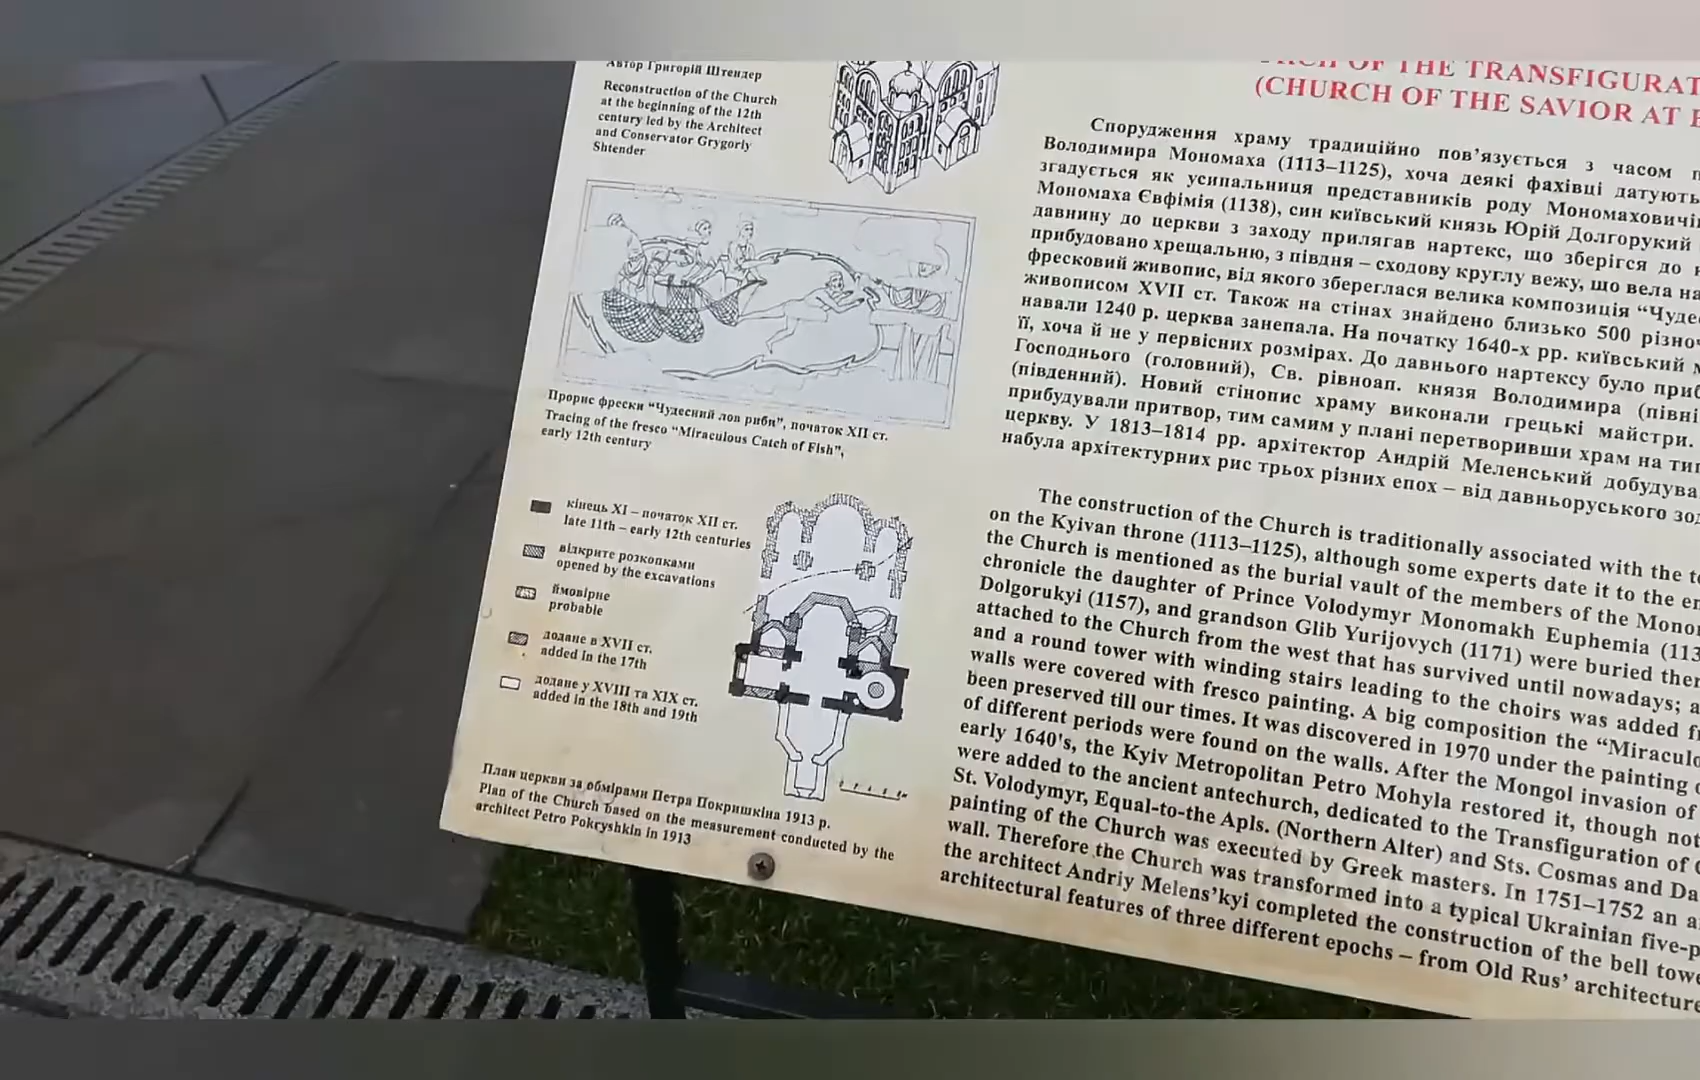 Автор Григорій Штендер
Reconstruction of the Church
at the beginning of the 12th
century led by the Architect
and Conservator Grygoriy
Shtender
Прорис фрески “Чудесний лов риби”, початок XII ст.
Tracing of the fresco “Miraculous Catch of Fish”,
early 12th century
кінець XI – початок XII ст.
late 11th – early 12th centuries
відкрите розкопками
opened by the excavations
ймовірне
probable
додане в XVII ст.
added in the 17th
додане у XVIII та XIX ст.
added in the 18th and 19th
План церкви за обмірами Петра Покришкіна 1913 р.
Plan of the Church based on the measurement conducted by the
architect Petro Pokryshkin in 1913
OF THE TRANSFIGURAT
(CHURCH OF THE SAVIOR AT
Спорудження храму традиційно пов’язується з часом
Володимира Мономаха (1113–1125), хоча деякі фахівці датують
згадується як усипальниця представників роду Мономаховичі
Мономаха Євфімія (1138), син київський князь Юрій Долгорукий
давнину до церкви з заходу прилягав нартекс, що зберігся до
прибудовано хрещальню, з півдня – сходову круглу вежу, що вела
фресковий живопис, від якого збереглася велика композиція “Чуде
живописом XVII ст. Також на стінах знайдено близько 500 різно
навали 1240 р. церква занепала. На початку 1640-х рр. київський
її, хоча й не у первісних розмірах. До давнього нартексу було при
Господнього (головний), Св. рівноап. князя Володимира (півні
(південний). Новий стінопис храму виконали грецькі майстри.
прибудували притвор, тим самим у плані перетворивши храм на ти
церкву. У 1813–1814 рр. архітектор Андрій Меленський добудува
набула архітектурних рис трьох різних епох – від давньоруського зод
The construction of the Church is traditionally associated with the t
on the Kyivan throne (1113–1125), although some experts date it to the e
the Church is mentioned as the burial vault of the members of the Mono
chronicle the daughter of Prince Volodymyr Monomakh Euphemia (113
Dolgorukyi (1157), and grandson Glib Yurijovych (1171) were buried ther
attached to the Church from the west that has survived until nowadays; a
and a round tower with winding stairs leading to the choirs was added f
walls were covered with fresco painting. A big composition the “Miracul
been preserved till our times. It was discovered in 1970 under the painting
of different periods were found on the walls. After the Mongol invasion of
early 1640's, the Kyiv Metropolitan Petro Mohyla restored it, though not
were added to the ancient antechurch, dedicated to the Transfiguration of
St. Volodymyr, Equal-to-the Apls. (Northern Alter) and Sts. Cosmas and Da
painting of the Church was executed by Greek masters. In 1751–1752 an a
wall. Therefore the Church was transformed into a typical Ukrainian five-p
the architect Andriy Melens’kyi completed the construction of the bell tow
architectural features of three different epochs – from Old Rus’ architecture